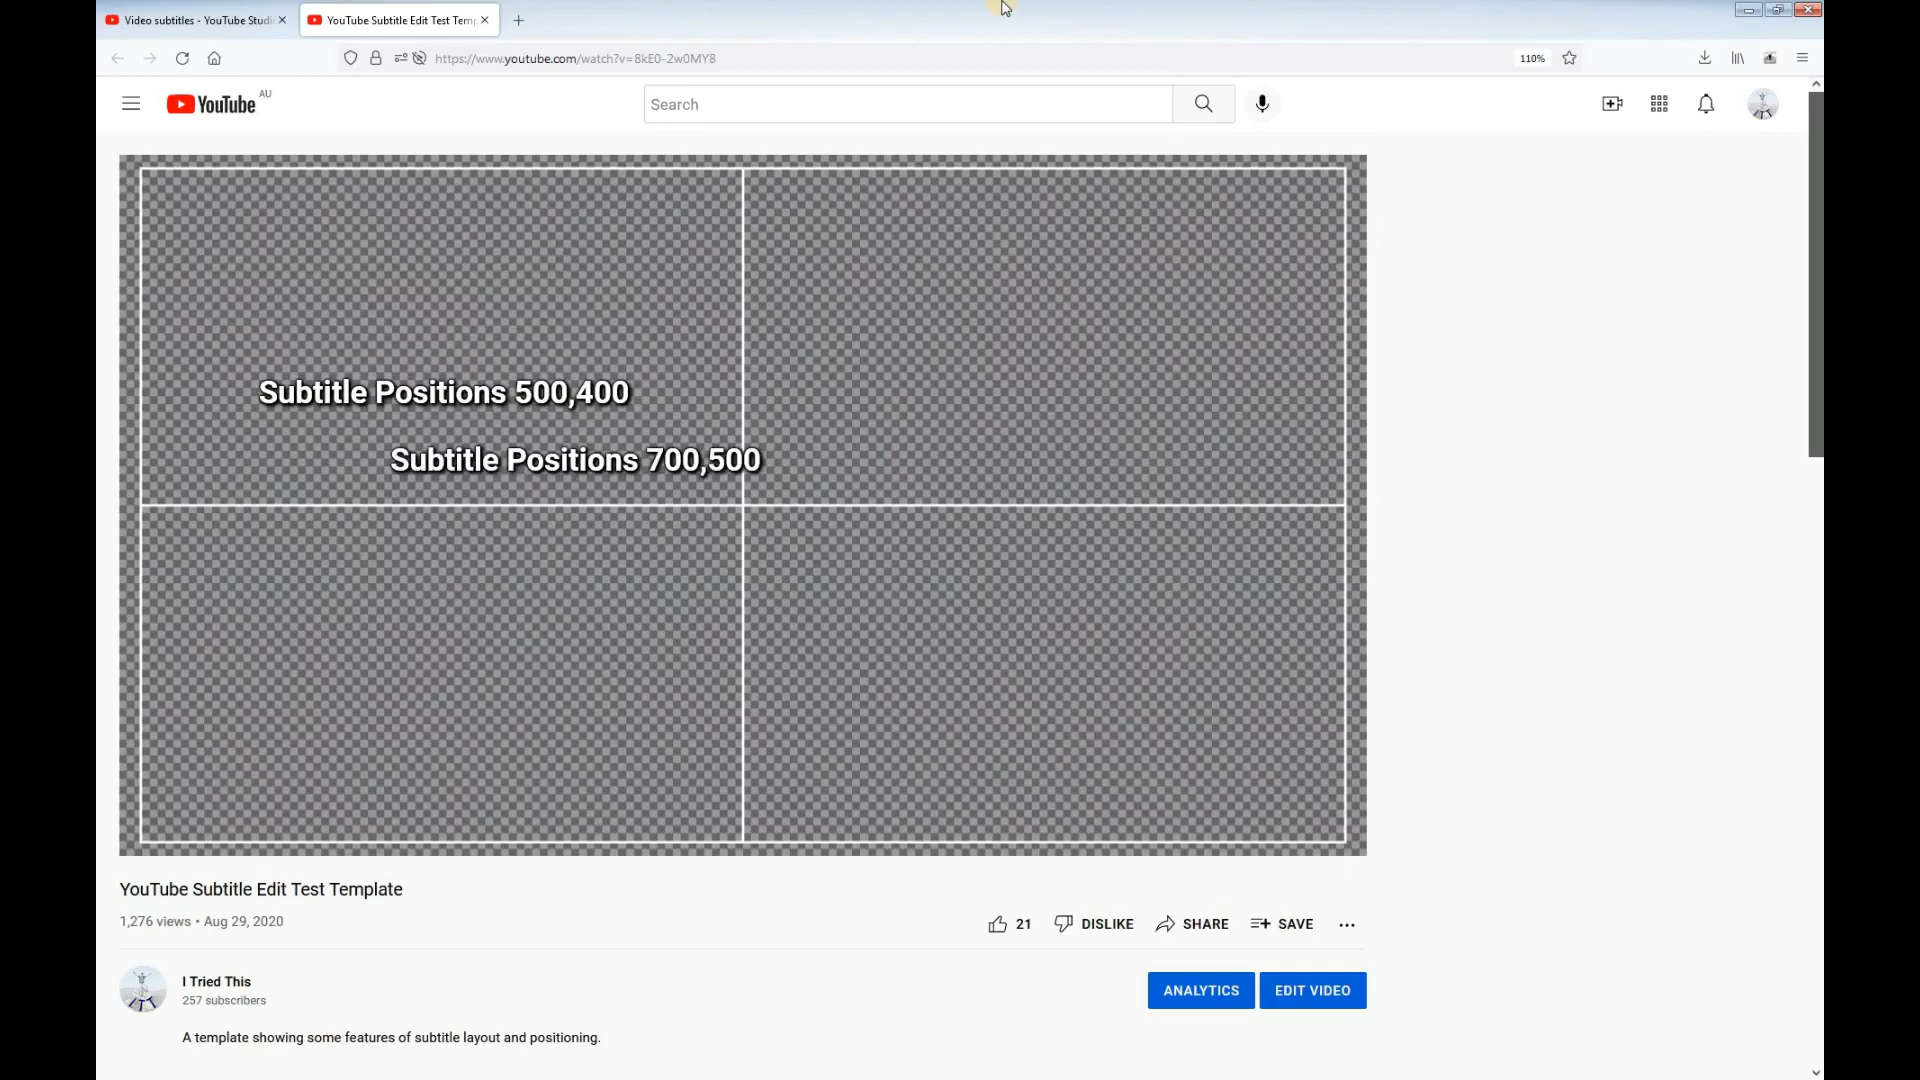 Video subtitles - YouTube Studi
YouTube Subtitle Edit Test Temp
https://www.youtube.com/watch?v=8kE0-2w0MY8
110%
YouTube AU
Search
Subtitle Positions 500,400
Subtitle Positions 700,500
YouTube Subtitle Edit Test Template
1,276 views • Aug 29, 2020
21 DISLIKE SHARE SAVE
I Tried This
257 subscribers
ANALYTICS EDIT VIDEO
A template showing some features of subtitle layout and positioning.